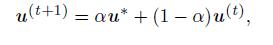 u^{(t+1)} = αu* + (1 − α)u^{(t)},